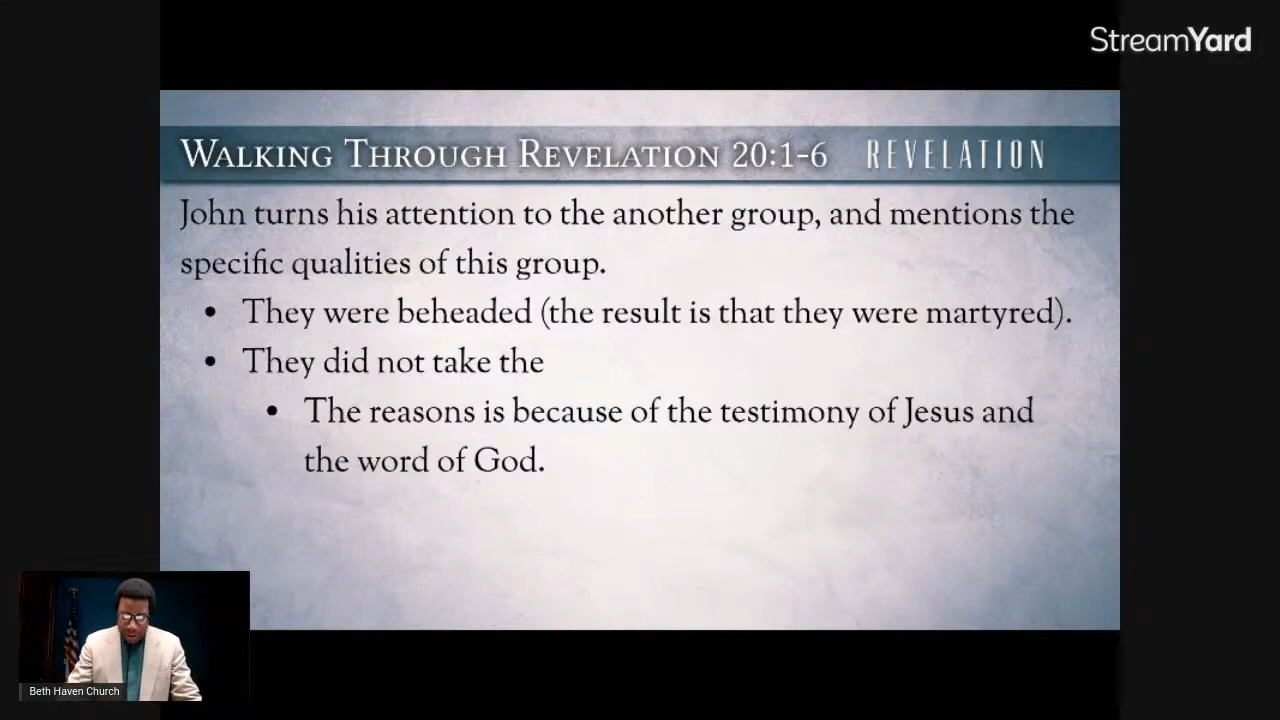 StreamYard
WALKING THROUGH REVELATION 20:1-6 REVELATION
John turns his attention to the another group, and mentions the
specific qualities of this group.
• They were beheaded (the result is that they were martyred).
• They did not take the
• The reasons is because of the testimony of Jesus and
the word of God.
Beth Haven Church